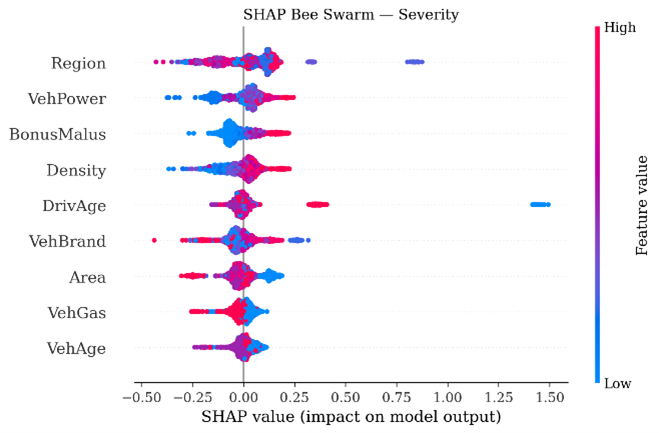 SHAP Bee Swarm — Severity
High
Region
VehPower
BonusMalus
Density
DrivAge
VehBrand
Area
VehGas
VehAge
Feature value
Low
−0.50 −0.25 0.00 0.25 0.50 0.75 1.00 1.25 1.50
SHAP value (impact on model output)